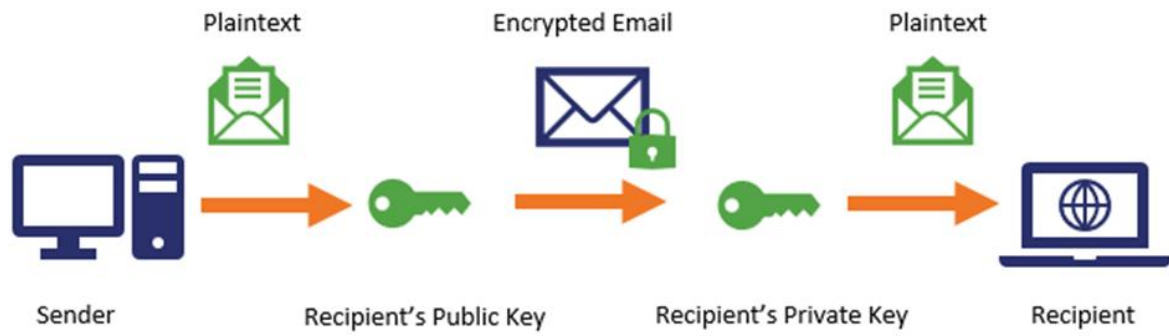 Plaintext
Encrypted Email
Plaintext
Sender
Recipient's Public Key
Recipient's Private Key
Recipient